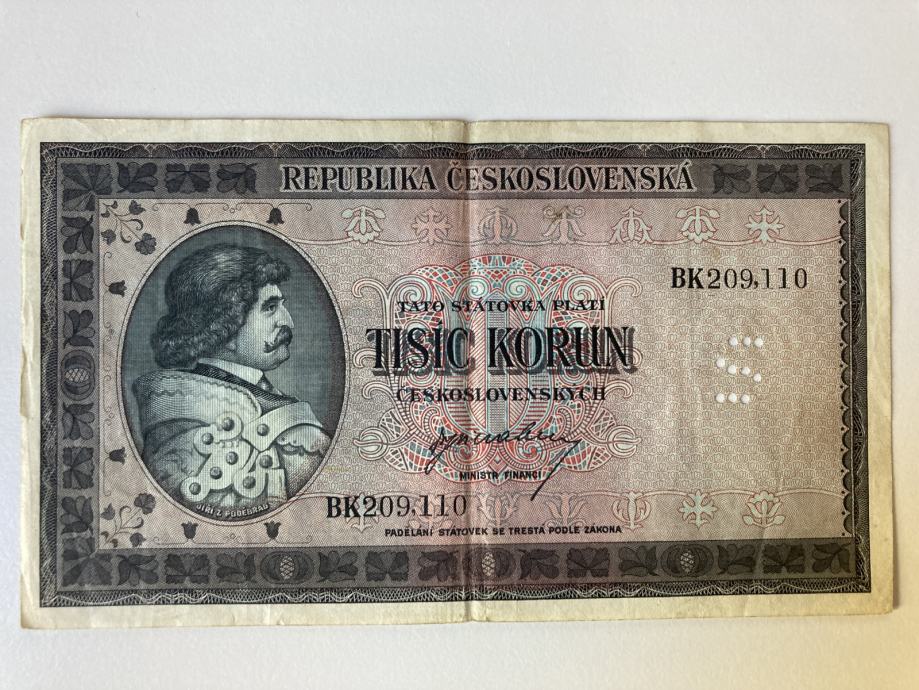 REPUBLIKA ČESKOSLOVENSKÁ
BK209,110
TATO STÁTOVKA PLATÍ
TISÍC KORUN
ČESKOSLOVENSKÝCH
MINISTR FINANCÍ
JIŘÍ Z PODĚBRAD
BK209,110
PADĚLÁNÍ STÁTOVEK SE TRESTÁ PODLE ZÁKONA
S